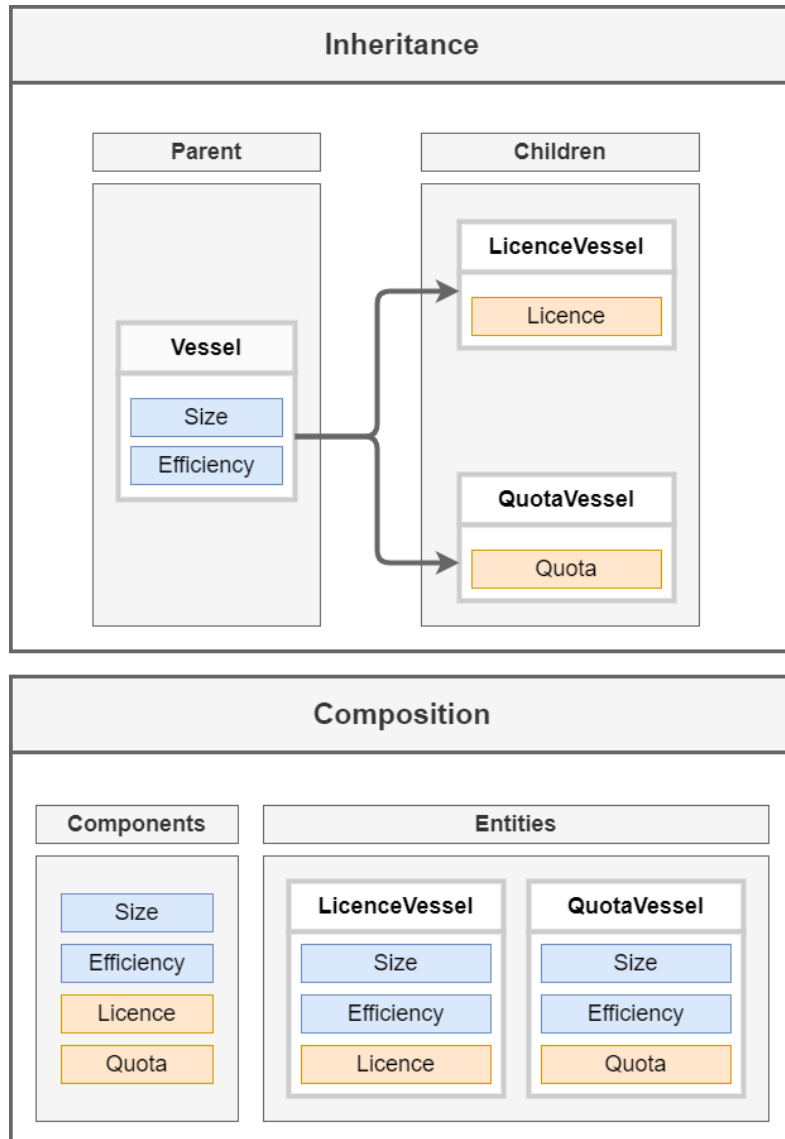 Inheritance
Parent
Children
Vessel
Size
Efficiency
LicenceVessel
Licence
QuotaVessel
Quota
Composition
Components
Entities
Size
Efficiency
Licence
Quota
LicenceVessel
Size
Efficiency
Licence
QuotaVessel
Size
Efficiency
Quota